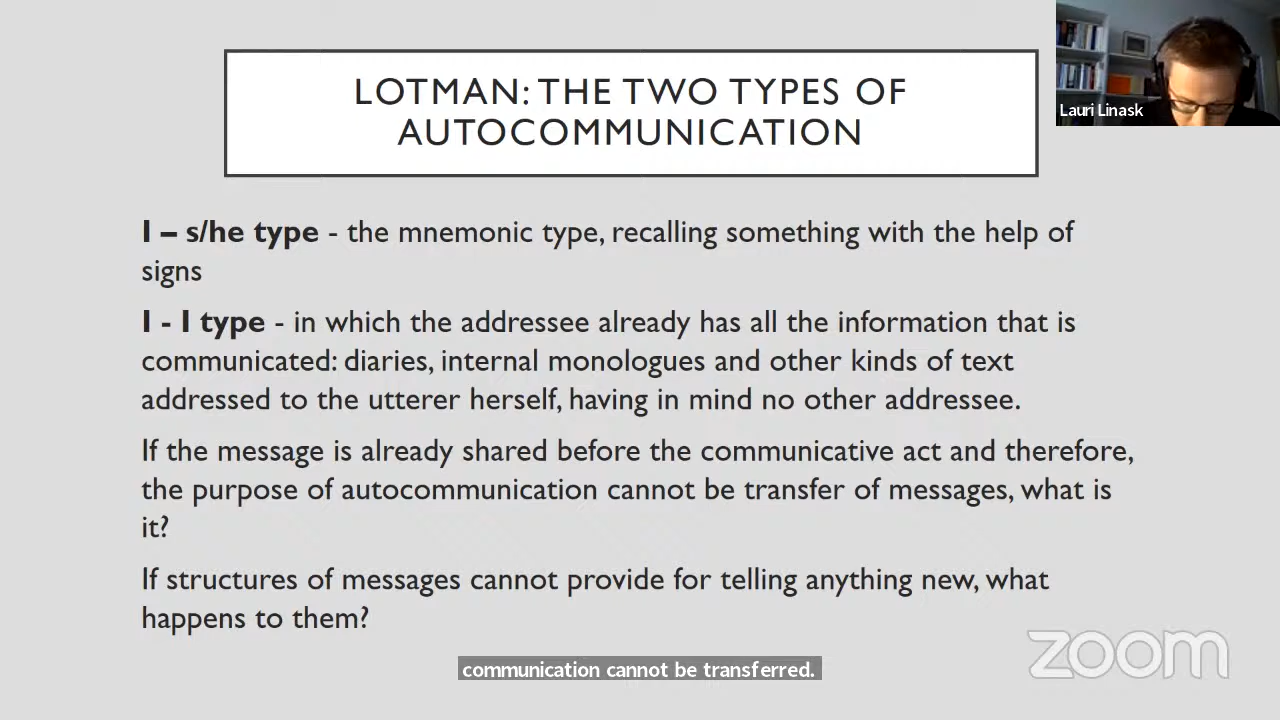 LOTMAN: THE TWO TYPES OF
AUTOCOMMUNICATION
Lauri Linask
I – s/he type - the mnemonic type, recalling something with the help of
signs
I - I type - in which the addressee already has all the information that is
communicated: diaries, internal monologues and other kinds of text
addressed to the utterer herself, having in mind no other addressee.
If the message is already shared before the communicative act and therefore,
the purpose of autocommunication cannot be transfer of messages, what is
it?
If structures of messages cannot provide for telling anything new, what
happens to them?
zoom
communication cannot be transferred.